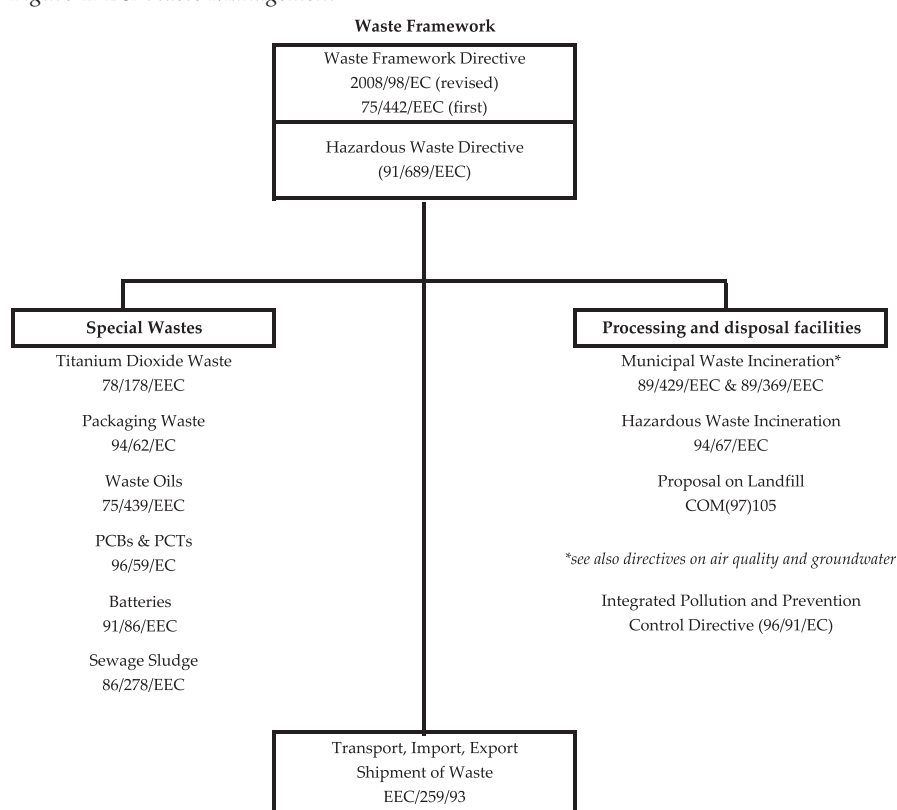 Waste Framework
Waste Framework Directive
2008/98/EC (revised)
75/442/EEC (first)
Hazardous Waste Directive
(91/689/EEC)
Special Wastes
Titanium Dioxide Waste
78/178/EEC
Packaging Waste
94/62/EC
Waste Oils
75/439/EEC
PCBs & PCTs
96/59/EC
Batteries
91/86/EEC
Sewage Sludge
86/278/EEC
Processing and disposal facilities
Municipal Waste Incineration*
89/429/EEC & 89/369/EEC
Hazardous Waste Incineration
94/67/EEC
Proposal on Landfill
COM(97)105
*see also directives on air quality and groundwater
Integrated Pollution and Prevention
Control Directive (96/91/EC)
Transport, Import, Export
Shipment of Waste
EEC/259/93